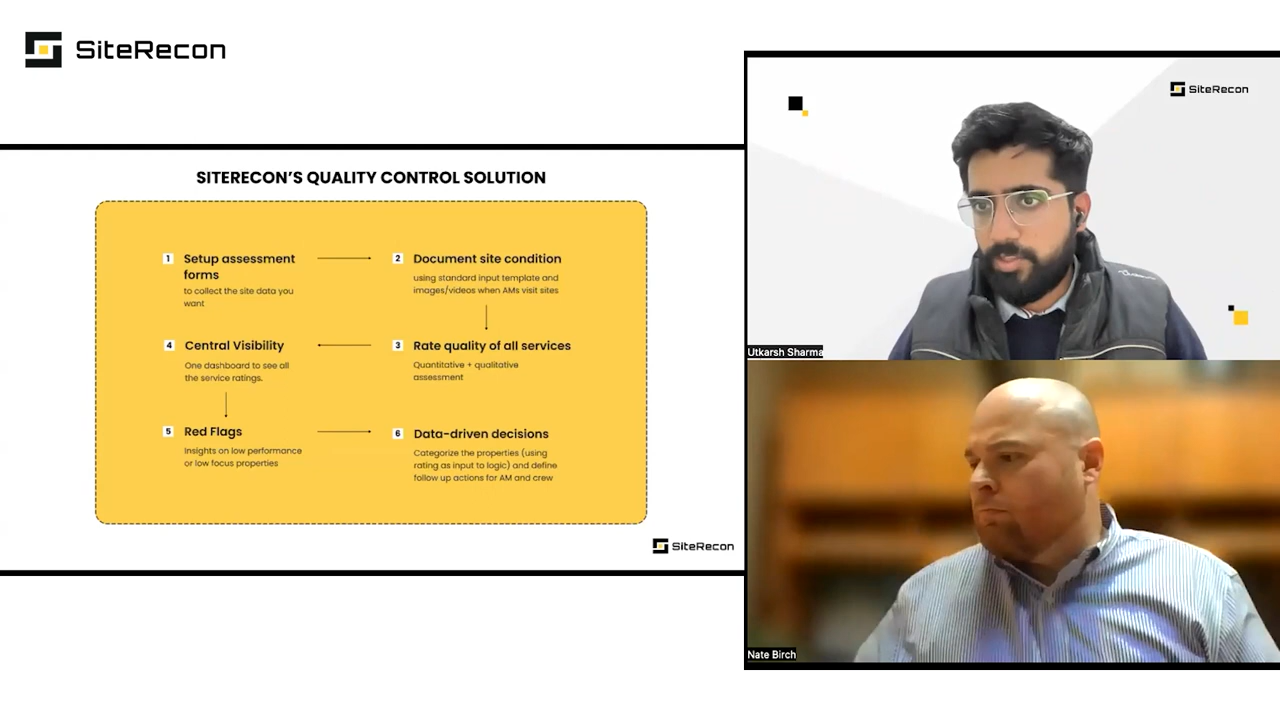 SiteRecon
SITERECON'S QUALITY CONTROL SOLUTION
1 Setup assessment
forms
to collect the site data you
want
2 Document site condition
using standard input template and
images/videos when AMs visit sites
4 Central Visibility
One dashboard to see all
the service ratings.
3 Rate quality of all services
Quantitative + qualitative
assessment
5 Red Flags
Insights on low performance
or low focus properties
6 Data-driven decisions
Categorize the properties (using
rating as input to logic) and define
follow up actions for AM and crew
SiteRecon
SiteRecon
Utkarsh Sharma
Nate Birch